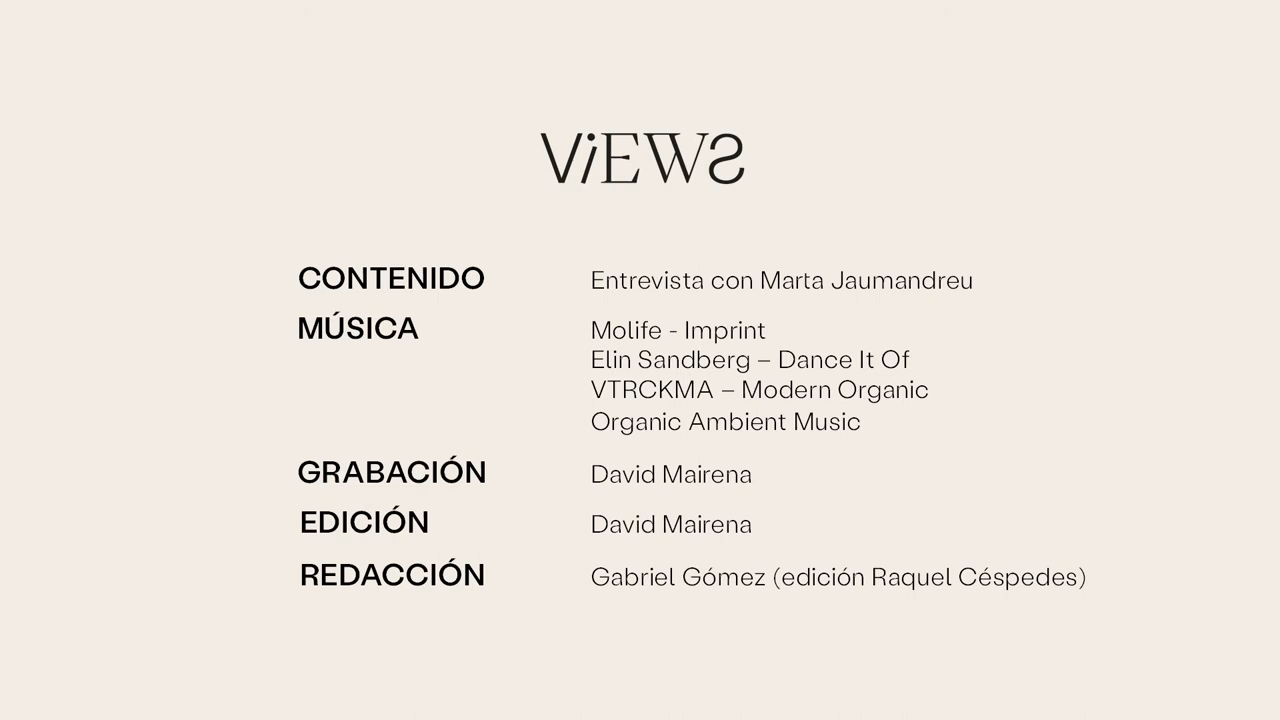 ViEWS
CONTENIDO Entrevista con Marta Jaumandreu
MÚSICA Molife - Imprint
Elin Sandberg – Dance It Of
VTRCKMA – Modern Organic
Organic Ambient Music
GRABACIÓN David Mairena
EDICIÓN David Mairena
REDACCIÓN Gabriel Gómez (edición Raquel Céspedes)